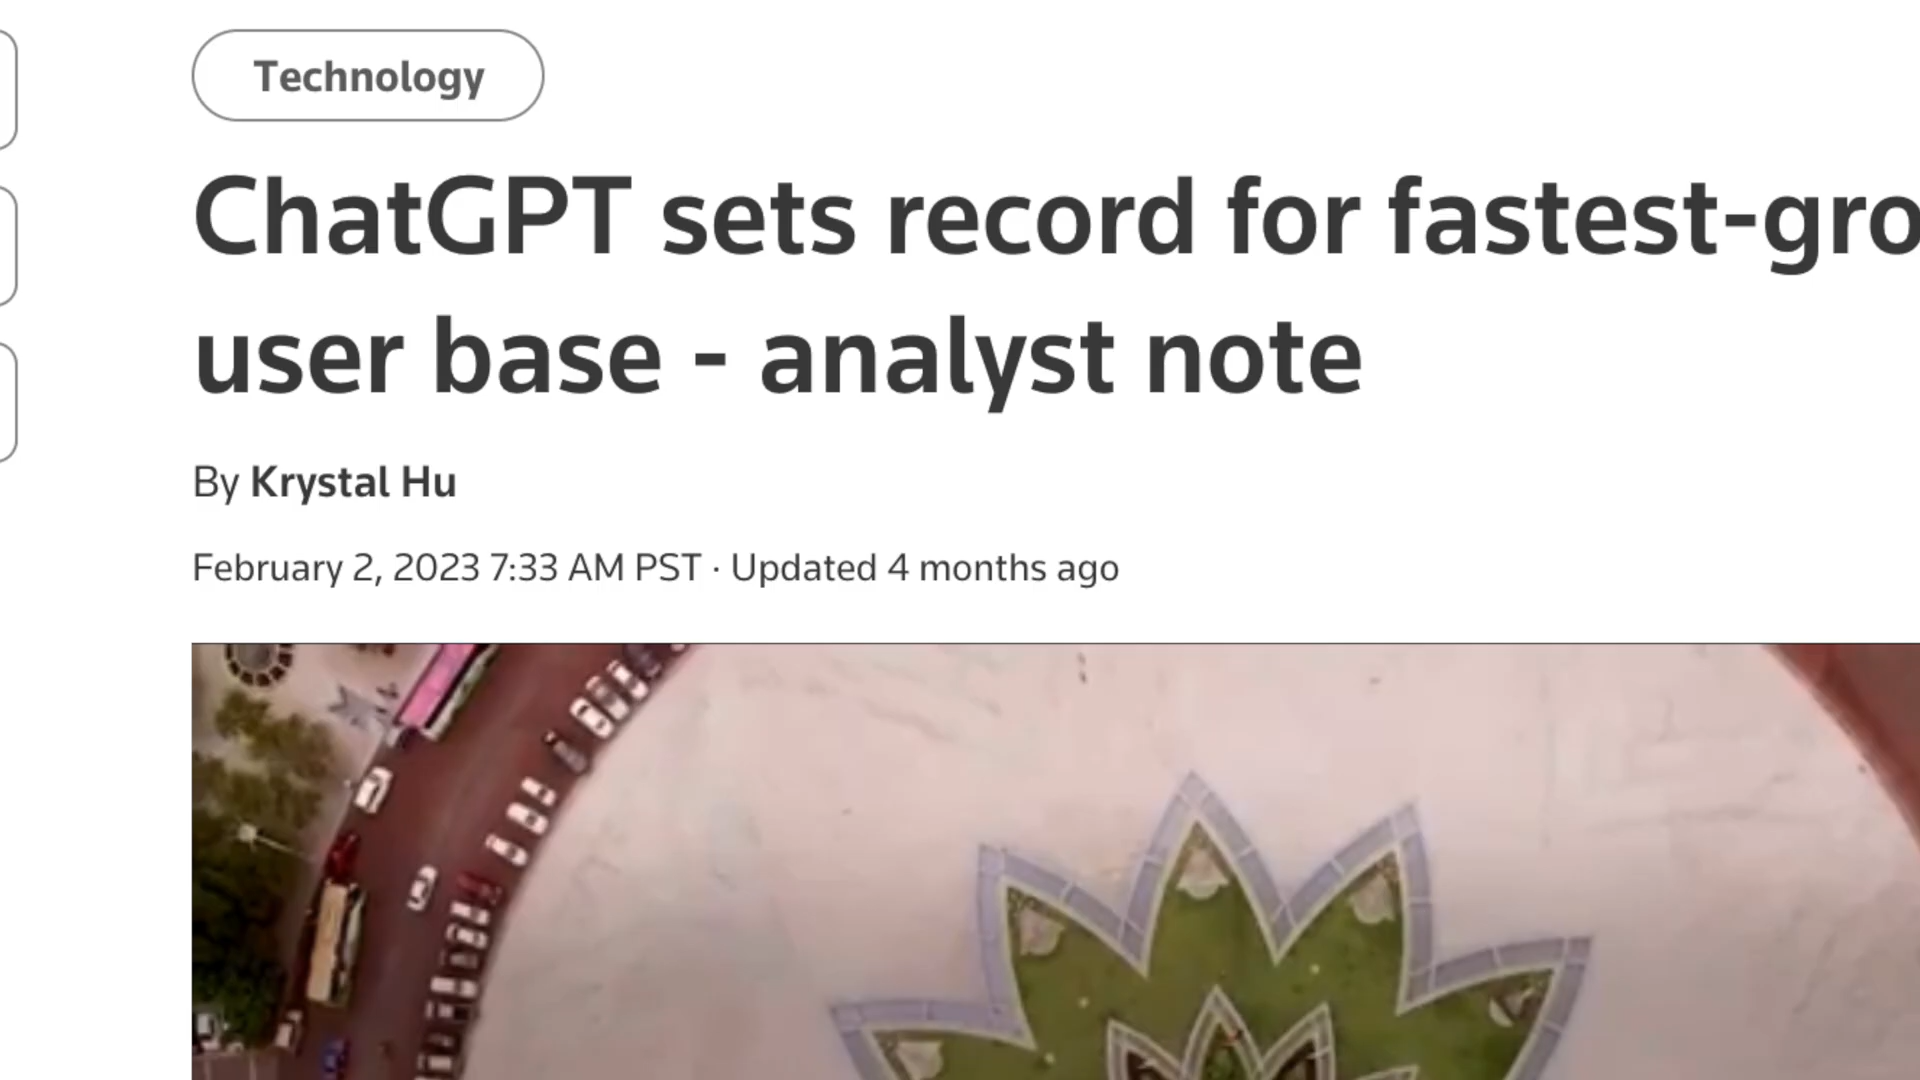 Technology
ChatGPT sets record for fastest-gro
user base - analyst note
By Krystal Hu
February 2, 2023 7:33 AM PST · Updated 4 months ago